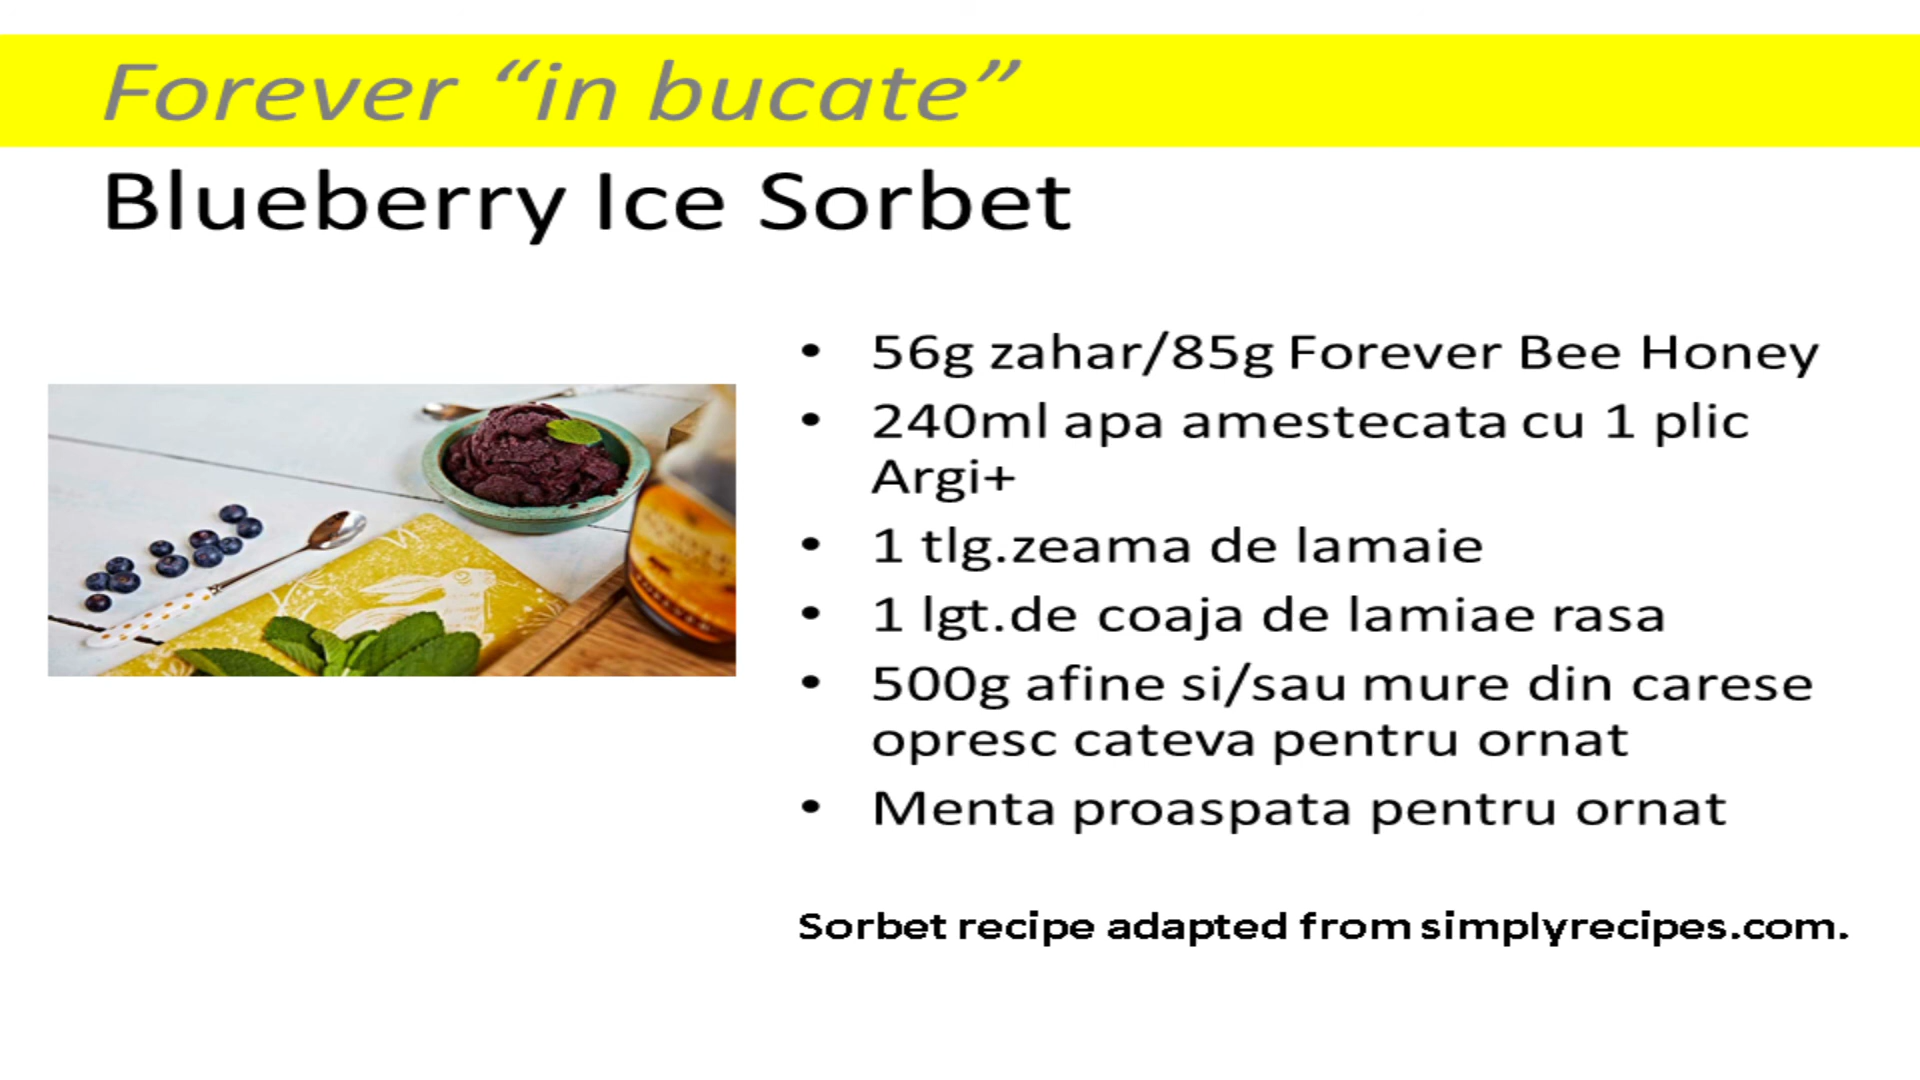 Forever “in bucate”
Blueberry Ice Sorbet
• 56g zahar/85g Forever Bee Honey
• 240ml apa amestecata cu 1 plic
Argi+
• 1 tlg.zeama de lamaie
• 1 lgt.de coaja de lamiae rasa
• 500g afine si/sau mure din carese
opresc cateva pentru ornat
• Menta proaspata pentru ornat
Sorbet recipe adapted from simplyrecipes.com.